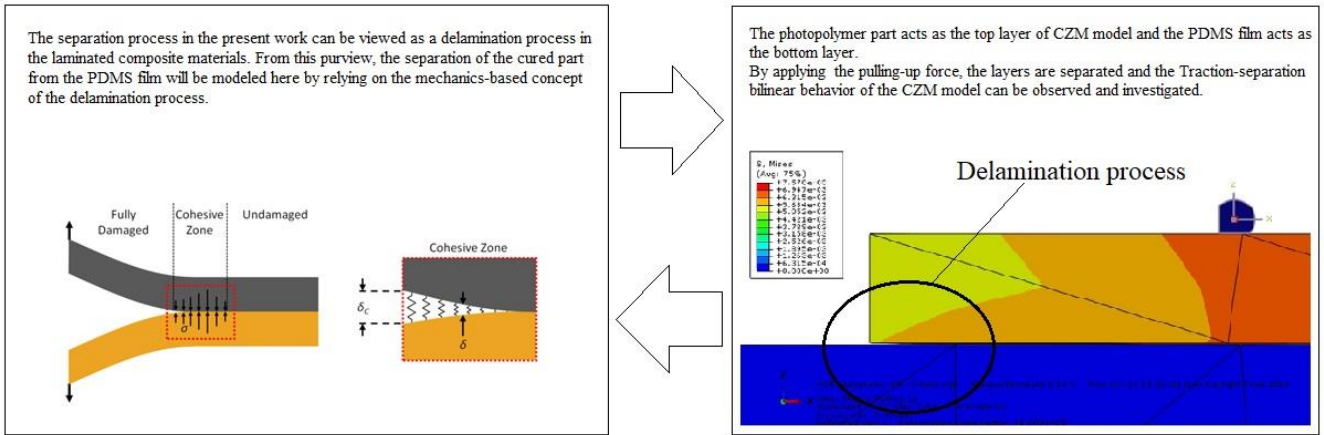 The separation process in the present work can be viewed as a delamination process in
the laminated composite materials. From this purview, the separation of the cured part
from the PDMS film will be modeled here by relying on the mechanics-based concept
of the delamination process.
Fully
Damaged
Cohesive
Zone
Undamaged
σ
Cohesive Zone
δc
δ
The photopolymer part acts as the top layer of CZM model and the PDMS film acts as
the bottom layer.
By applying the pulling-up force, the layers are separated and the Traction-separation
bilinear behavior of the CZM model can be observed and investigated.
S, Mises
(Avg: 75%)
+0.000e+00
Delamination process
Z
X